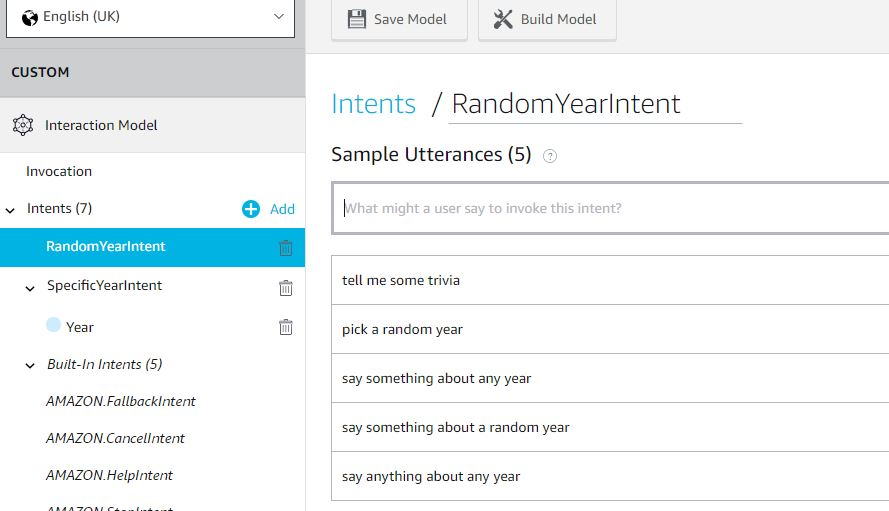 English (UK)
Save Model
Build Model
CUSTOM
Interaction Model
Invocation
Intents (7)
Add
RandomYearIntent
SpecificYearIntent
Year
Built-In Intents (5)
AMAZON.FallbackIntent
AMAZON.CancelIntent
AMAZON.HelpIntent
AMAZON.StopIntent
Intents / RandomYearIntent
Sample Utterances (5) ?
What might a user say to invoke this intent?
tell me some trivia
pick a random year
say something about any year
say something about a random year
say anything about any year